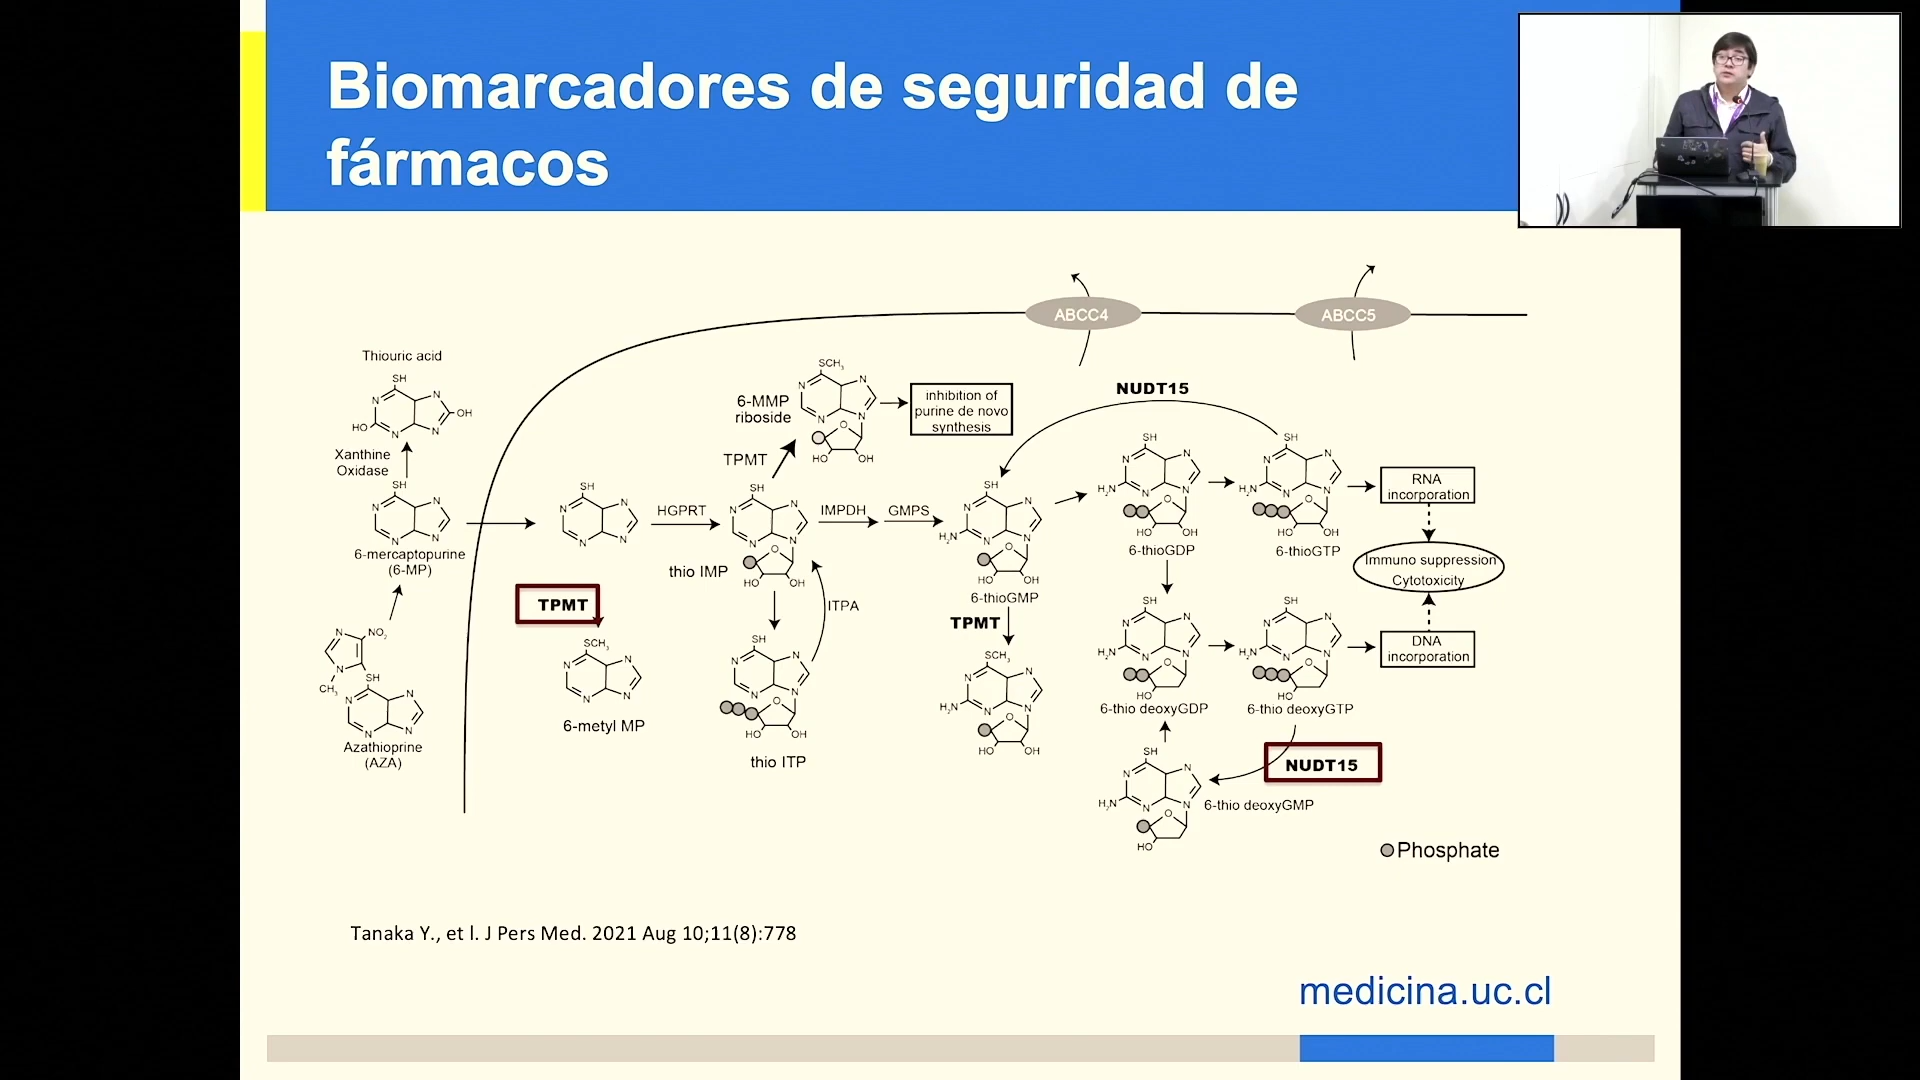 Biomarcadores de seguridad de
fármacos
ABCC4
ABCC5
Thiouric acid
SH
N
N
OH
HO
N
N
Xanthine
Oxidase
SH
N
N
N
N
6-mercaptopurine
(6-MP)
N
NO2
N
CH3
SH
N
N
N
N
Azathioprine
(AZA)
SH
N
N
N
N
HGPRT
TPMT
SCH3
N
N
N
N
6-metyl MP
SCH3
N
N
N
N
O
HO
OH
6-MMP
riboside
inhibition of
purine de novo
synthesis
TPMT
SH
N
N
N
N
O
HO
OH
thio IMP
IMPDH
GMPS
ITPA
SH
N
N
N
N
O
HO
OH
thio ITP
NUDT15
SH
N
N
H2N
N
N
O
HO
OH
6-thioGMP
TPMT
SCH3
N
N
H2N
N
N
O
HO
OH
SH
N
N
H2N
N
N
O
HO
OH
6-thioGDP
SH
N
N
H2N
N
N
O
HO
OH
6-thioGTP
RNA
incorporation
Immuno suppression
Cytotoxicity
SH
N
N
H2N
N
N
O
HO
6-thio deoxyGDP
SH
N
N
H2N
N
N
O
HO
6-thio deoxyGTP
DNA
incorporation
NUDT15
SH
N
N
H2N
N
N
O
HO
6-thio deoxyGMP
Phosphate
Tanaka Y., et l. J Pers Med. 2021 Aug 10;11(8):778
medicina.uc.cl